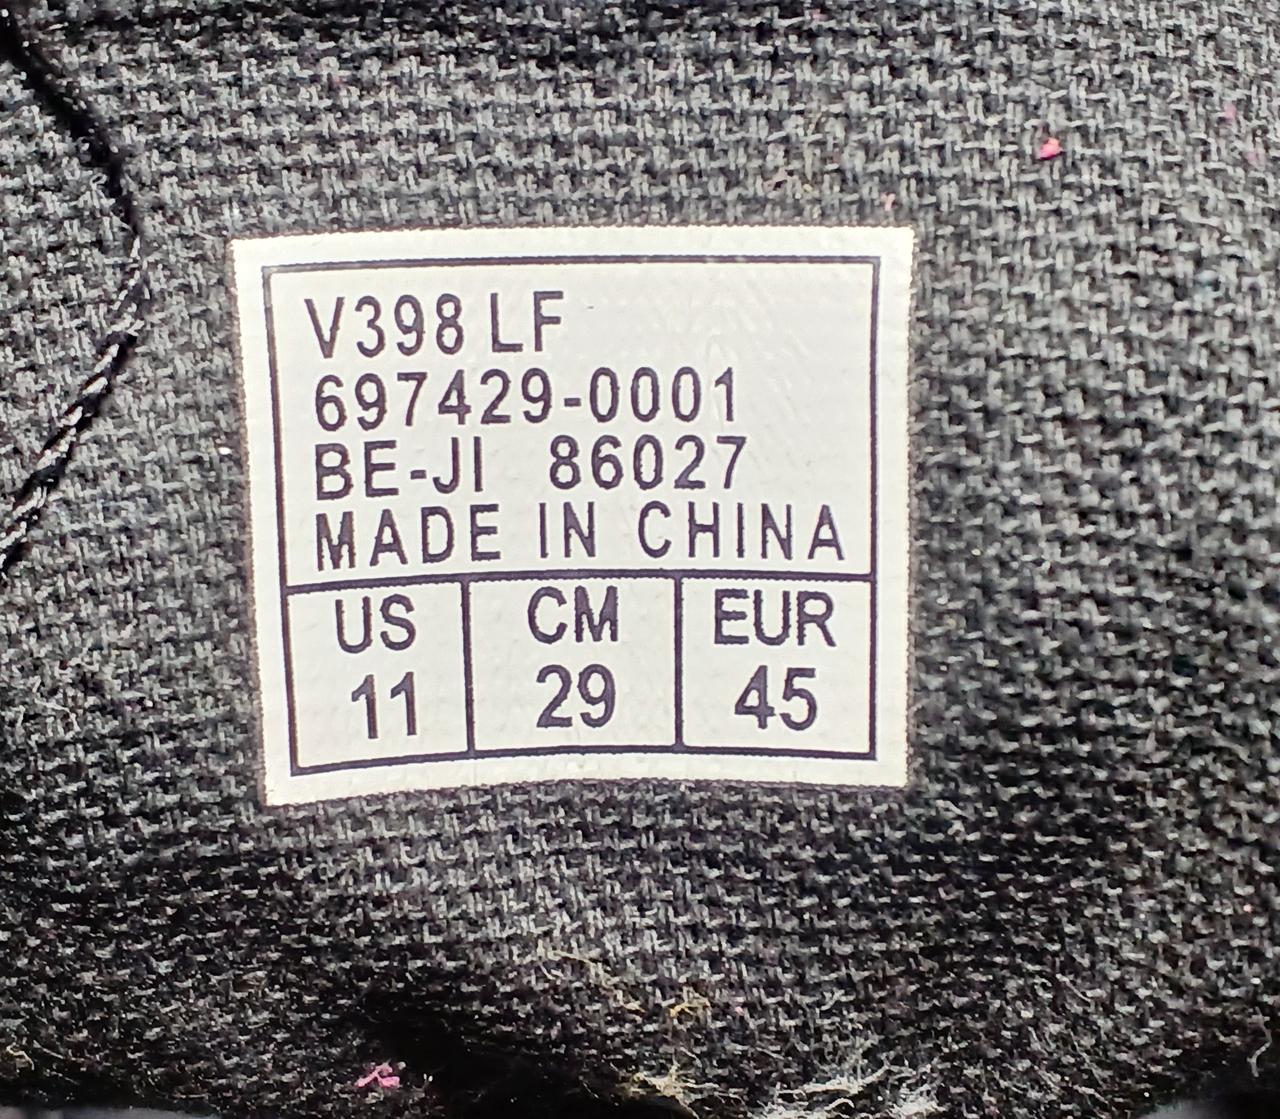 V398 LF
697429-0001
BE-JI 86027
MADE IN CHINA
US CM EUR
11 29 45